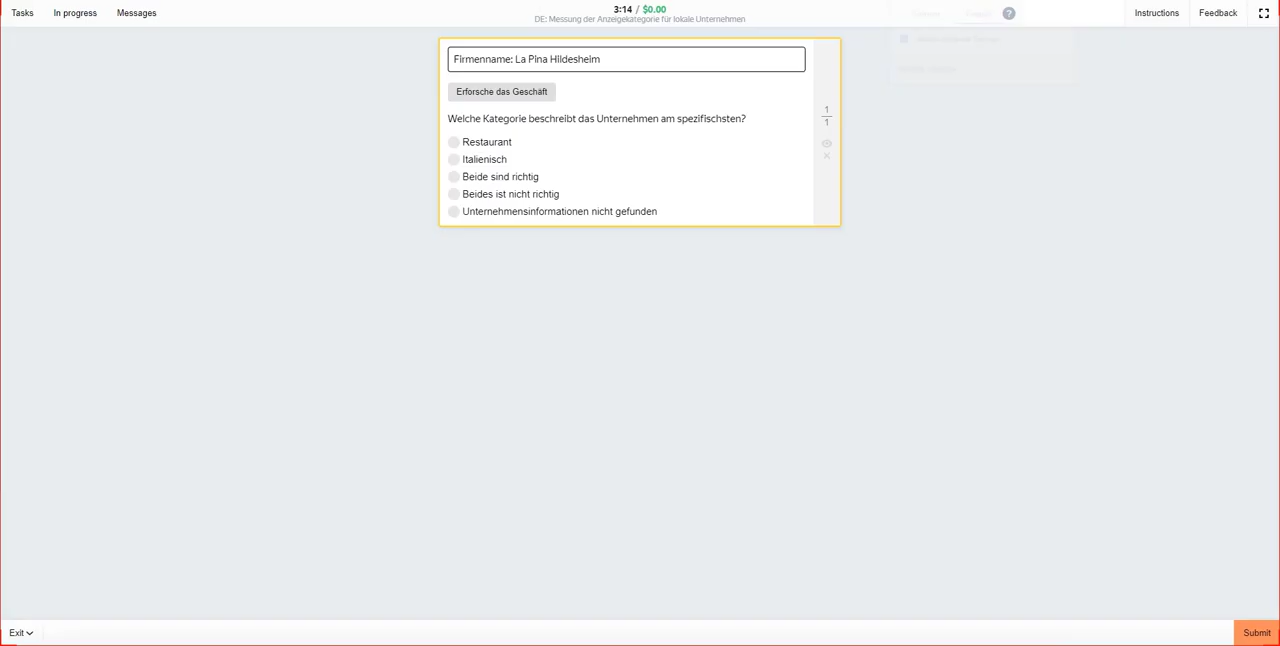 Tasks
In progress
Messages
3:14 / $0.00
DE: Messung der Anzeigekategorie für lokale Unternehmen
?
Instructions
Feedback
Firmenname: La Pina Hildesheim
Erforsche das Geschäft
Welche Kategorie beschreibt das Unternehmen am spezifischsten?
Restaurant
Italienisch
Beide sind richtig
Beides ist nicht richtig
Unternehmensinformationen nicht gefunden
1
1
Exit
Submit